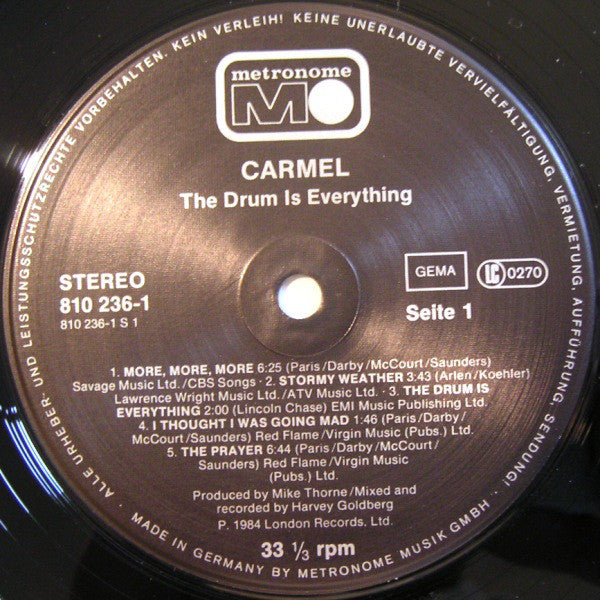 metronome
MO
CARMEL
The Drum Is Everything
STEREO
810 236-1
810 236-1 S 1
GEMA
LC 0270
Seite 1
1. MORE, MORE, MORE 6:25 (Paris/Darby/McCourt/Saunders)
Savage Music Ltd./CBS Songs · 2. STORMY WEATHER 3:43 (Arlen/Koehler)
Lawrence Wright Music Ltd./ATV Music Ltd. · 3. THE DRUM IS
EVERYTHING 2:00 (Lincoln Chase) EMI Music Publishing Ltd.
4. I THOUGHT I WAS GOING MAD 1:46 (Paris/Darby/
McCourt/Saunders) Red Flame/Virgin Music (Pubs.) Ltd.
5. THE PRAYER 6:44 (Paris/Darby/McCourt/
Saunders) Red Flame/Virgin Music
(Pubs.) Ltd.
Produced by Mike Thorne/Mixed and
recorded by Harvey Goldberg
P. 1984 London Records. Ltd.
33 1/3 rpm
· ALLE URHEBER- UND LEISTUNGSSCHUTZRECHTE VORBEHALTEN. KEIN VERLEIH! KEINE UNERLAUBTE VERVIELFÄLTIGUNG, VERMIETUNG, AUFFÜHRUNG, SENDUNG! ·
MADE IN GERMANY BY METRONOME MUSIK GMBH